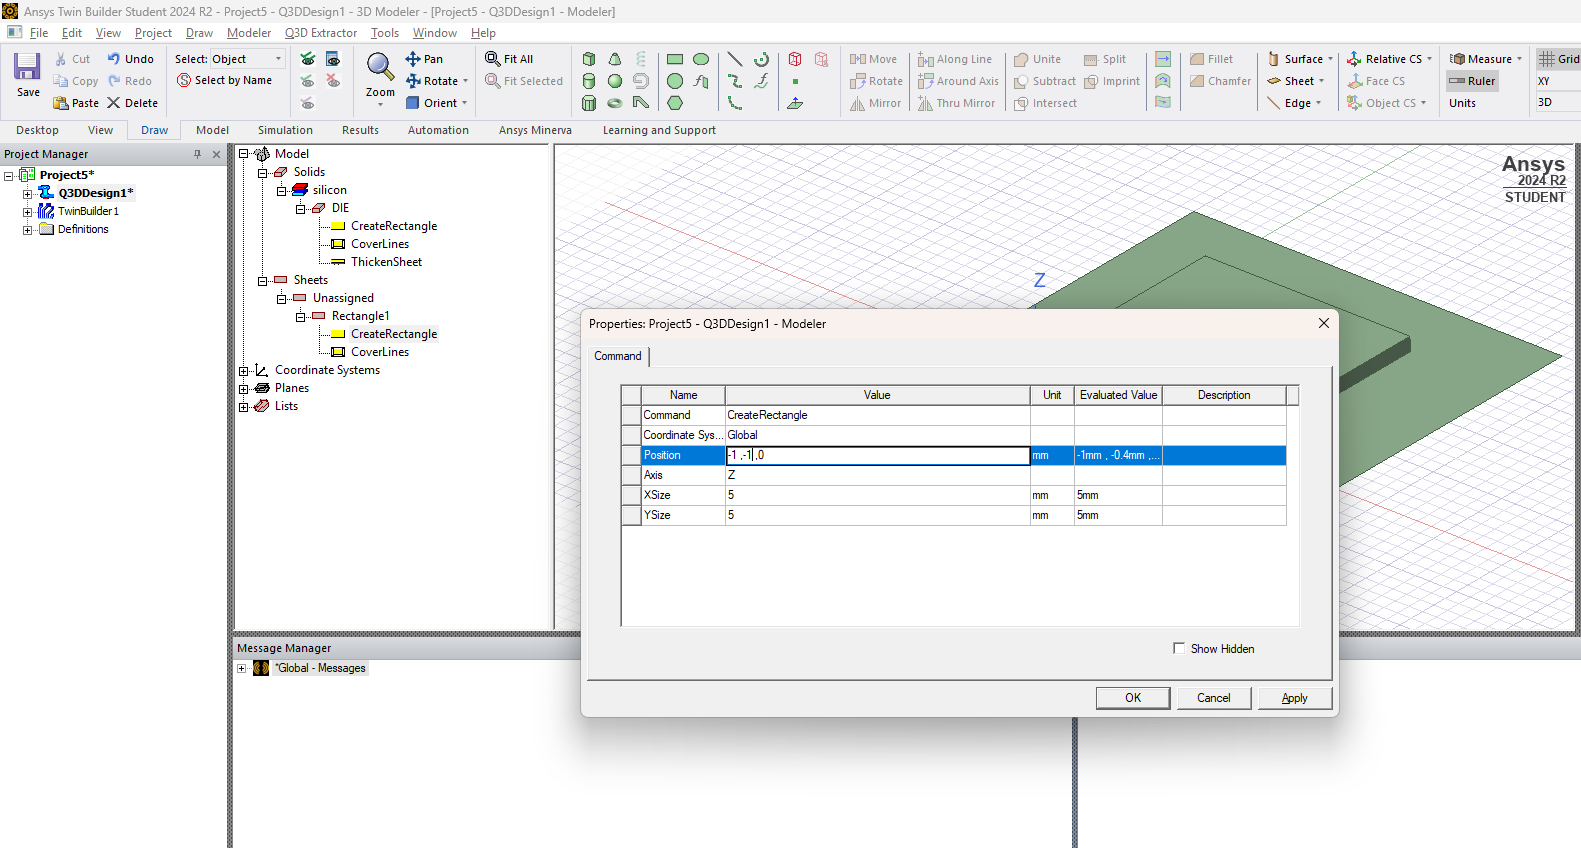 Ansys Twin Builder Student 2024 R2 - Project5 - Q3DDesign1 - 3D Modeler - [Project5 - Q3DDesign1 - Modeler]
File Edit View Project Draw Modeler Q3D Extractor Tools Window Help
Save
Cut
Copy
Paste
Undo
Redo
Delete
Select: Object
Select by Name
Zoom
Pan
Rotate
Orient
Fit All
Fit Selected
Move
Rotate
Mirror
Along Line
Around Axis
Thru Mirror
Unite
Subtract
Intersect
Split
Imprint
Fillet
Chamfer
Surface
Sheet
Edge
Relative CS
Face CS
Object CS
Measure
Ruler
Units
Grid
XY
3D
Desktop View Draw Model Simulation Results Automation Ansys Minerva Learning and Support
Project Manager
Project5*
Q3DDesign1*
TwinBuilder1
Definitions
Model
Solids
silicon
DIE
CreateRectangle
CoverLines
ThickenSheet
Sheets
Unassigned
Rectangle1
CreateRectangle
CoverLines
Coordinate Systems
Planes
Lists
Ansys
2024 R2
STUDENT
Z
Properties: Project5 - Q3DDesign1 - Modeler
Command
Name Value Unit Evaluated Value Description
Command CreateRectangle
Coordinate Sys... Global
Position -1 ,-1 ,0 mm -1mm , -0.4mm ,...
Axis Z
XSize 5 mm 5mm
YSize 5 mm 5mm
Show Hidden
OK Cancel Apply
Message Manager
*Global - Messages